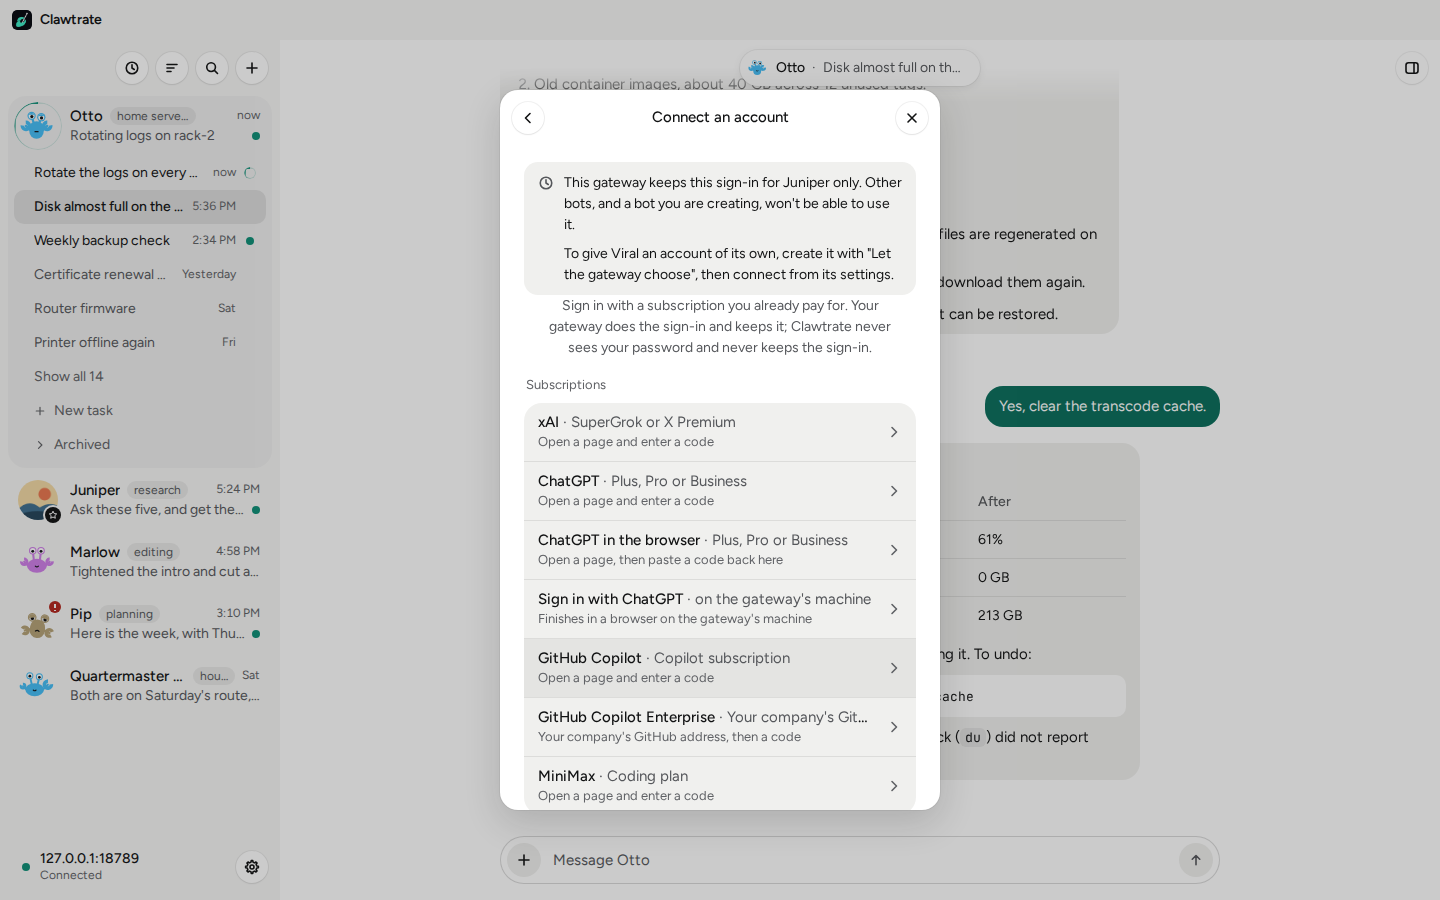 Clawtrate
Otto home serve... now
Rotating logs on rack-2
Rotate the logs on every ... now
Disk almost full on the ... 5:36 PM
Weekly backup check 2:34 PM
Certificate renewal ... Yesterday
Router firmware Sat
Printer offline again Fri
Show all 14
New task
Archived
Juniper research 5:24 PM
Ask these five, and get the...
Marlow editing 4:58 PM
Tightened the intro and cut a...
Pip planning 3:10 PM
Here is the week, with Thu...
Quartermaster ... hou... Sat
Both are on Saturday's route,...
127.0.0.1:18789
Connected
Otto · Disk almost full on th...
2. Old container images, about 40 GB across 12 unused tags.
Connect an account
This gateway keeps this sign-in for Juniper only. Other
bots, and a bot you are creating, won't be able to use
it.
To give Viral an account of its own, create it with "Let
the gateway choose", then connect from its settings.
Sign in with a subscription you already pay for. Your
gateway does the sign-in and keeps it; Clawtrate never
sees your password and never keeps the sign-in.
Subscriptions
xAI · SuperGrok or X Premium
Open a page and enter a code
ChatGPT · Plus, Pro or Business
Open a page and enter a code
ChatGPT in the browser · Plus, Pro or Business
Open a page, then paste a code back here
Sign in with ChatGPT · on the gateway's machine
Finishes in a browser on the gateway's machine
GitHub Copilot · Copilot subscription
Open a page and enter a code
GitHub Copilot Enterprise · Your company's Git...
Your company's GitHub address, then a code
MiniMax · Coding plan
Open a page and enter a code
files are regenerated on
download them again.
t can be restored.
Yes, clear the transcode cache.
After
61%
0 GB
213 GB
ng it. To undo:
cache
ck ( du ) did not report
Message Otto